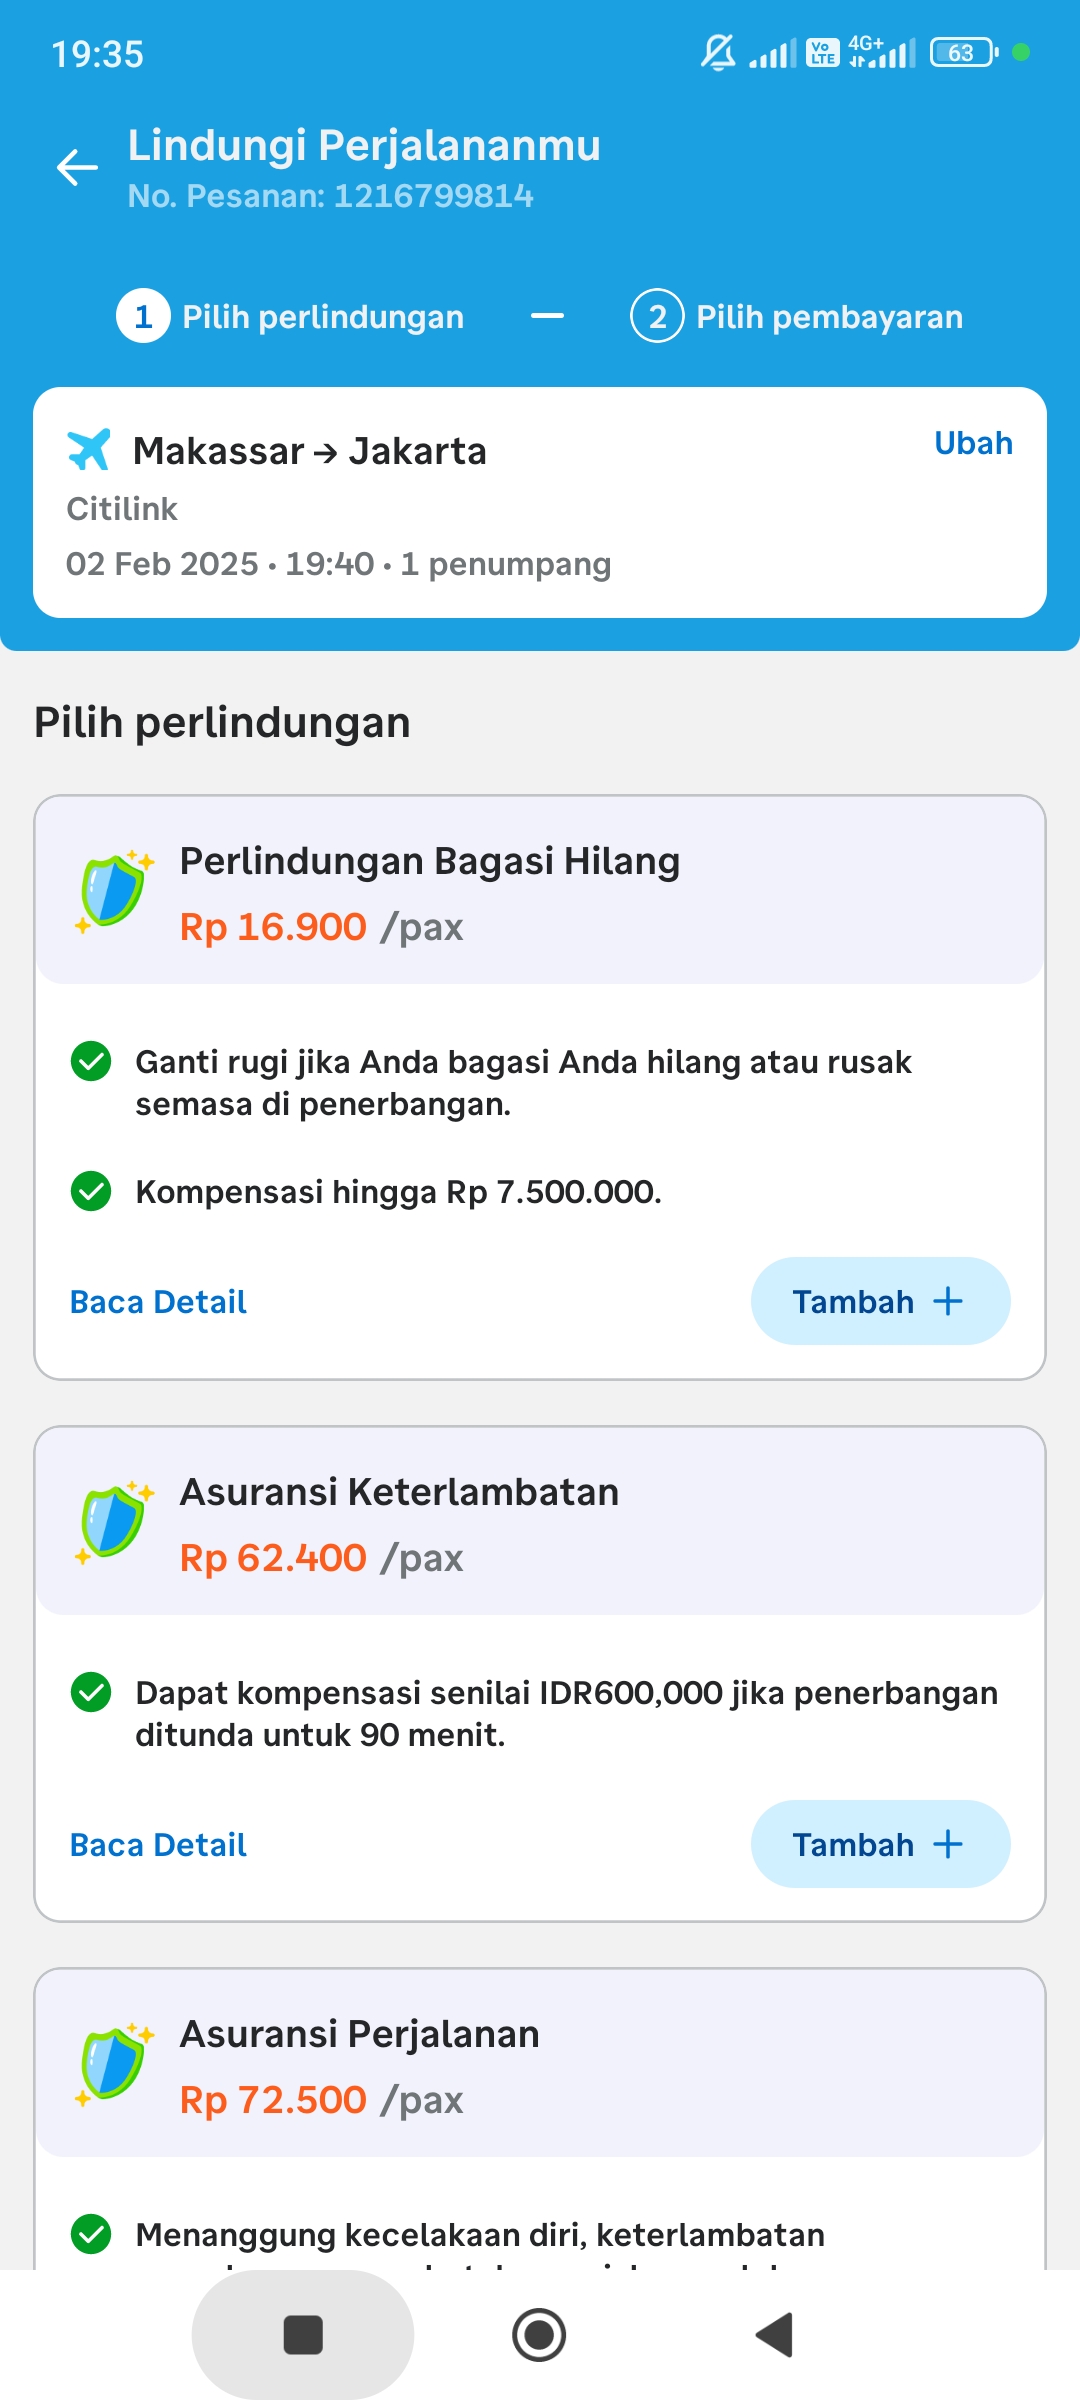 19:35
Vo LTE 4G+ 63
Lindungi Perjalananmu
No. Pesanan: 1216799814
1 Pilih perlindungan — 2 Pilih pembayaran
Makassar → Jakarta Ubah
Citilink
02 Feb 2025 • 19:40 • 1 penumpang
Pilih perlindungan
Perlindungan Bagasi Hilang
Rp 16.900 /pax
Ganti rugi jika Anda bagasi Anda hilang atau rusak
semasa di penerbangan.
Kompensasi hingga Rp 7.500.000.
Baca Detail Tambah +
Asuransi Keterlambatan
Rp 62.400 /pax
Dapat kompensasi senilai IDR600,000 jika penerbangan
ditunda untuk 90 menit.
Baca Detail Tambah +
Asuransi Perjalanan
Rp 72.500 /pax
Menanggung kecelakaan diri, keterlambatan